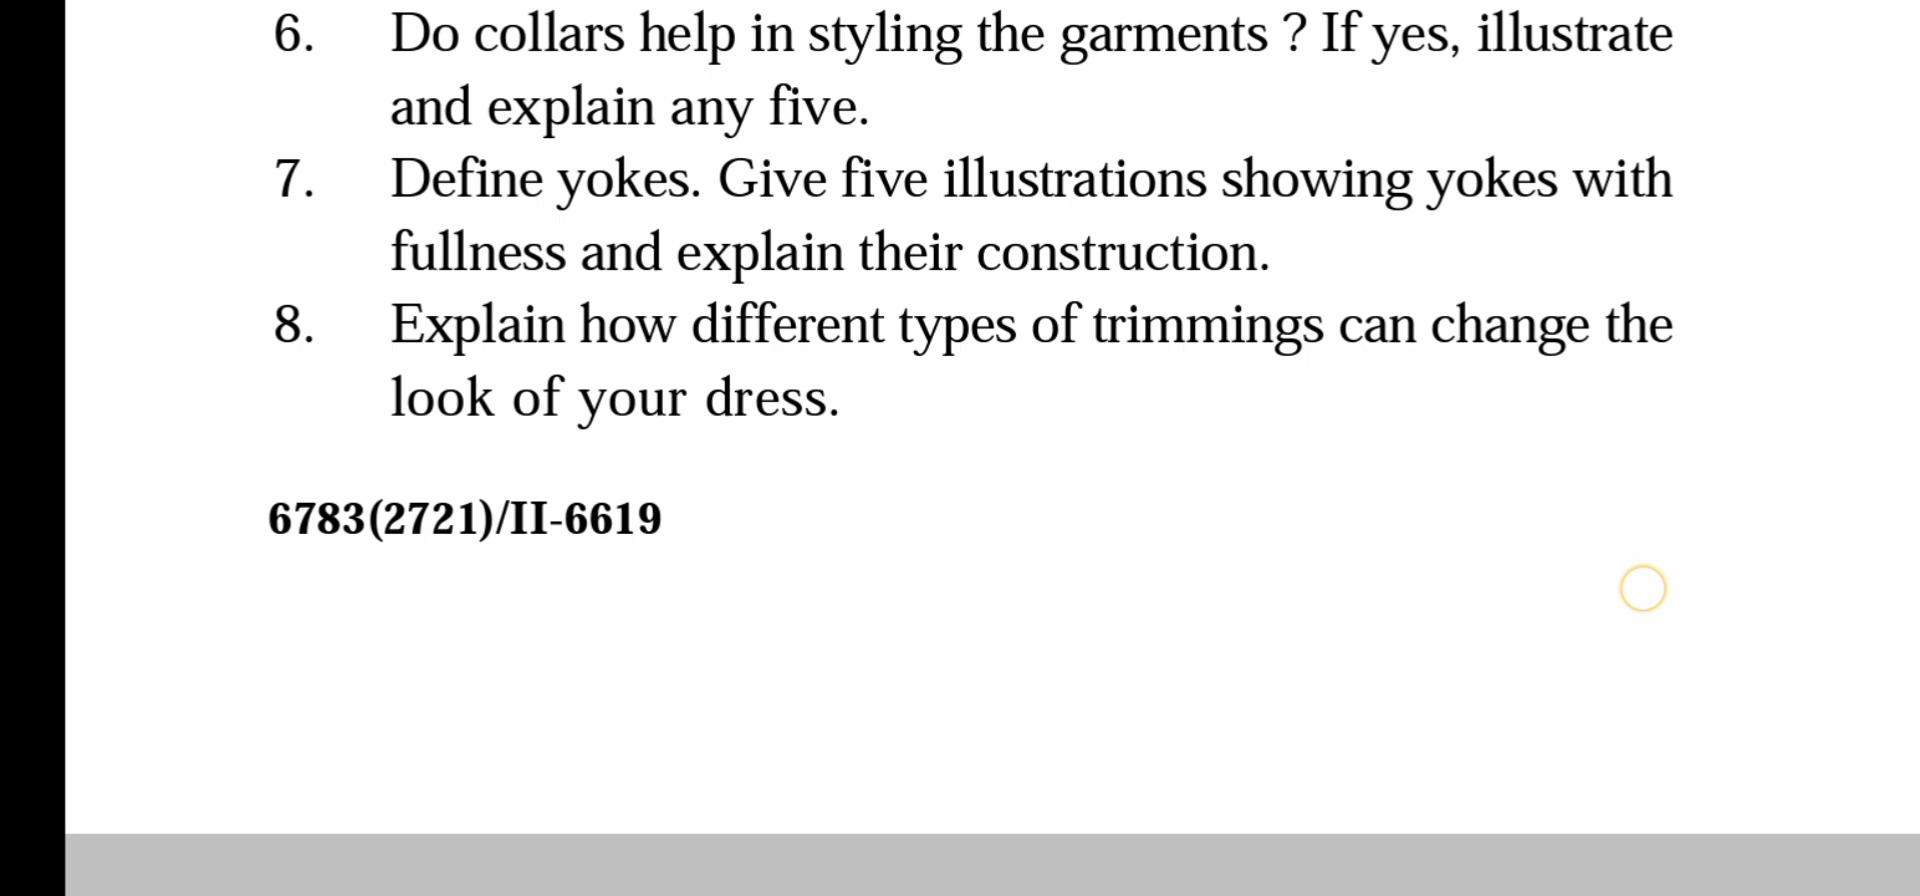 6. Do collars help in styling the garments ? If yes, illustrate
and explain any five.
7. Define yokes. Give five illustrations showing yokes with
fullness and explain their construction.
8. Explain how different types of trimmings can change the
look of your dress.
6783(2721)/II-6619